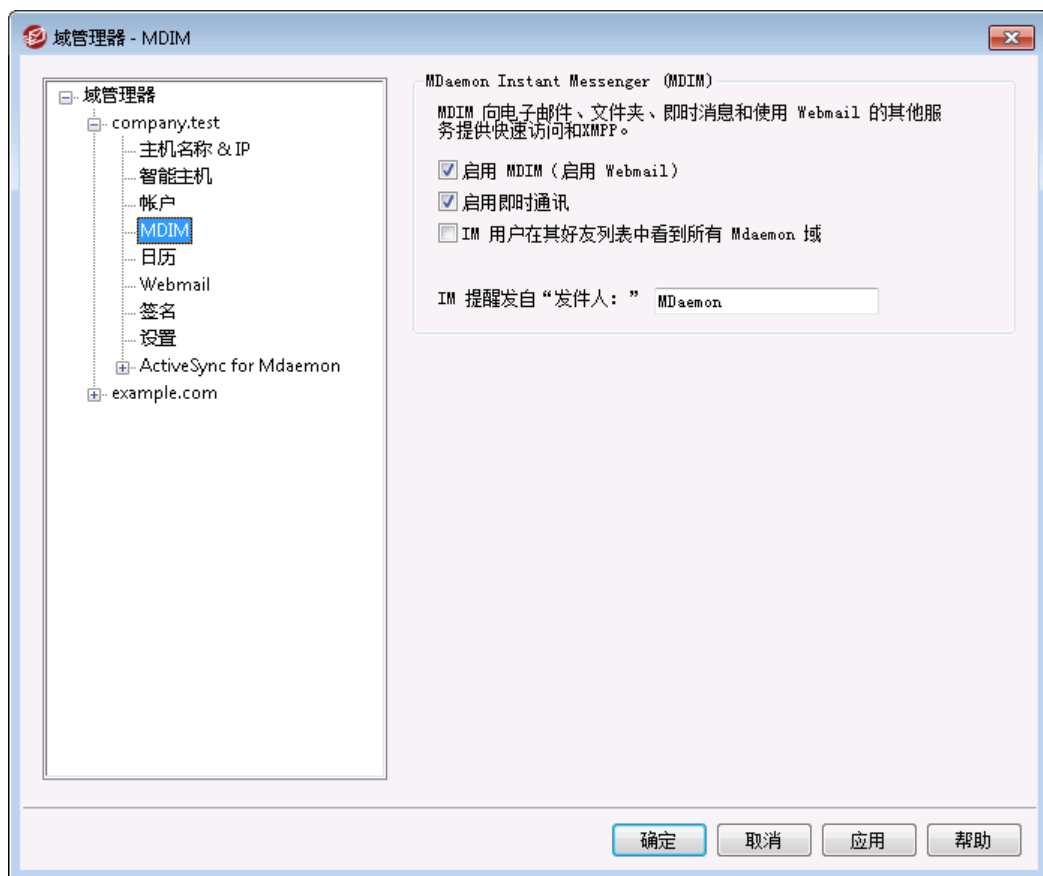 域管理器 - MDIM
域管理器
company.test
主机名称 & IP
智能主机
帐户
MDIM
日历
Webmail
签名
设置
ActiveSync for Mdaemon
example.com
MDaemon Instant Messenger (MDIM)
MDIM 向电子邮件、文件夹、即时消息和使用 Webmail 的其他服
务提供快速访问和XMPP。
启用 MDIM（启用 Webmail）
启用即时通讯
IM 用户在其好友列表中看到所有 Mdaemon 域
IM 提醒发自“发件人：” MDaemon
确定 取消 应用 帮助